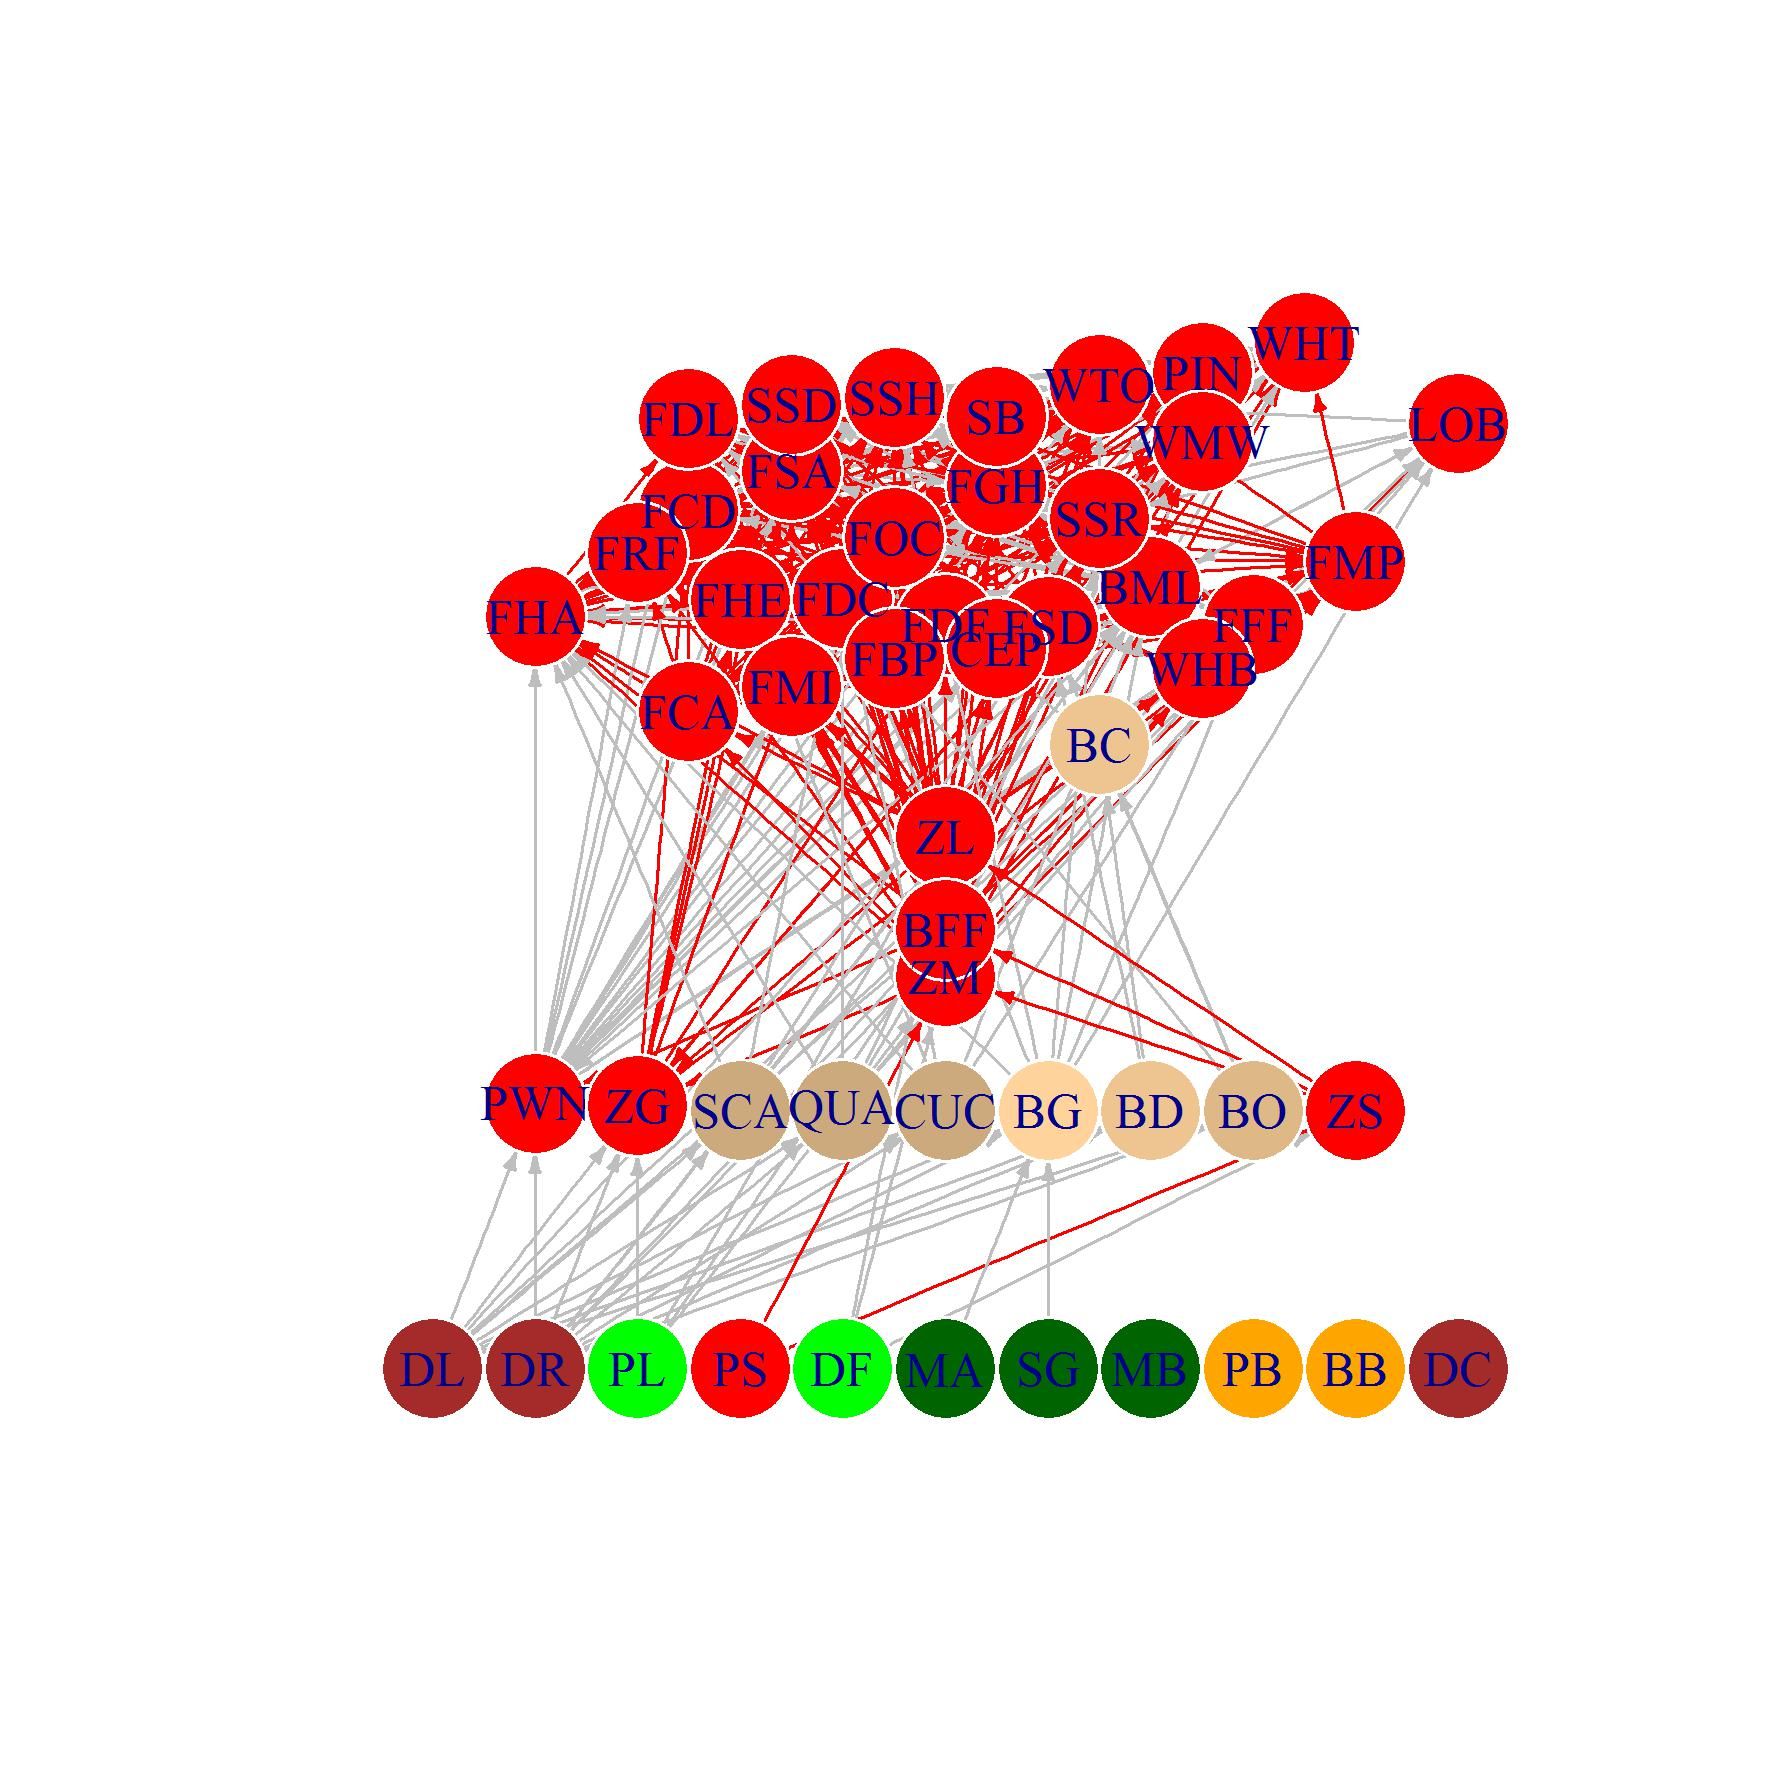 WHT
PIN
WTO
SSH
SSD
SB
FDL
LOB
WMW
FSA
FGH
FCD
SSR
FOC
FRF
FMP
BML
FHE
FDC
FHA
FDF
FSD
FFF
CEP
FBP
WHB
FMI
FCA
BC
ZL
BFF
ZM
PWN
ZG
SCA
QUA
CUC
BG
BD
BO
ZS
DL
DR
PL
PS
DF
MA
SG
MB
PB
BB
DC